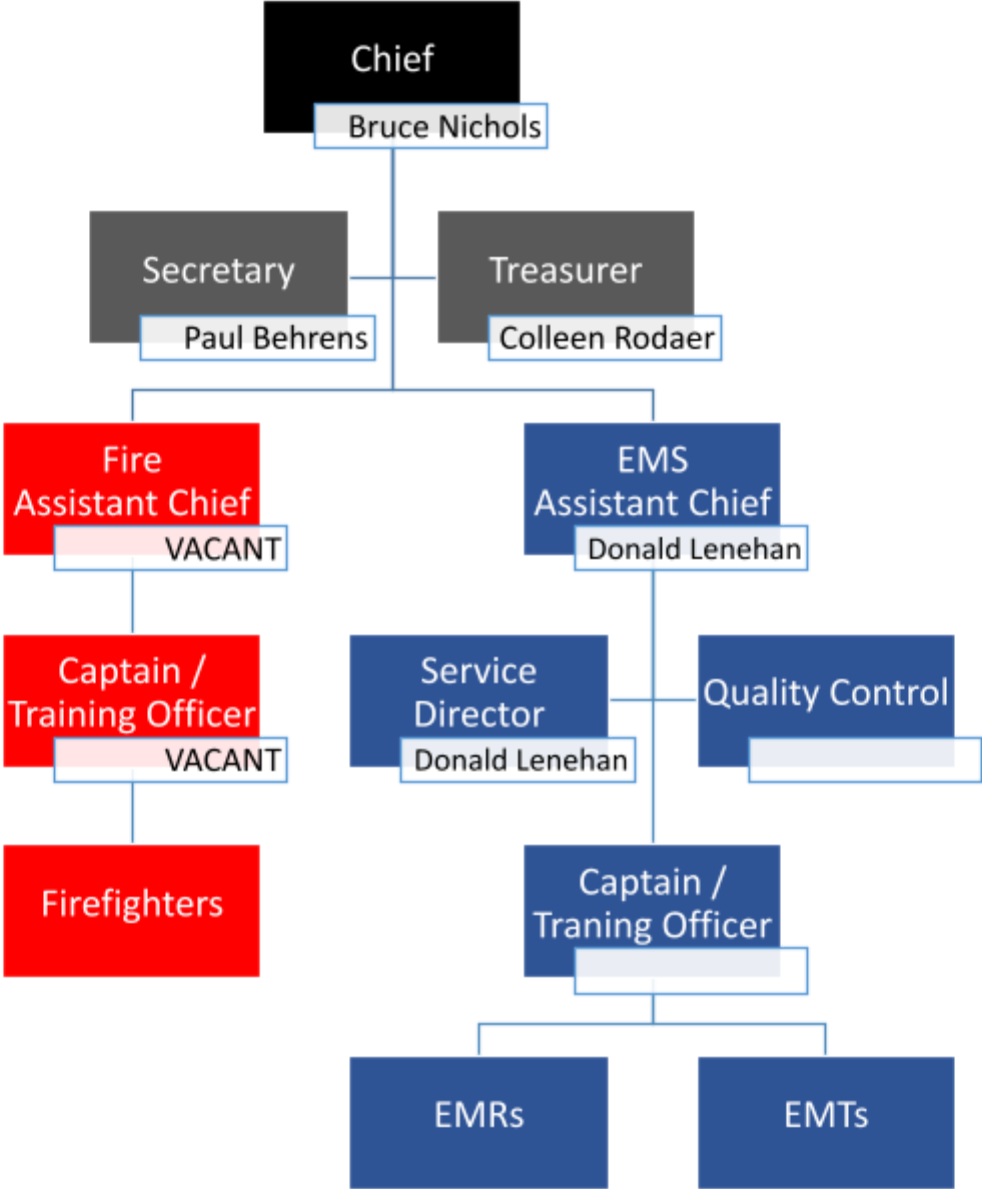 Chief
Bruce Nichols
Secretary
Paul Behrens
Treasurer
Colleen Rodaer
Fire
Assistant Chief
VACANT
EMS
Assistant Chief
Donald Lenehan
Captain /
Training Officer
VACANT
Service
Director
Donald Lenehan
Quality Control
Firefighters
Captain /
Traning Officer
EMRs
EMTs